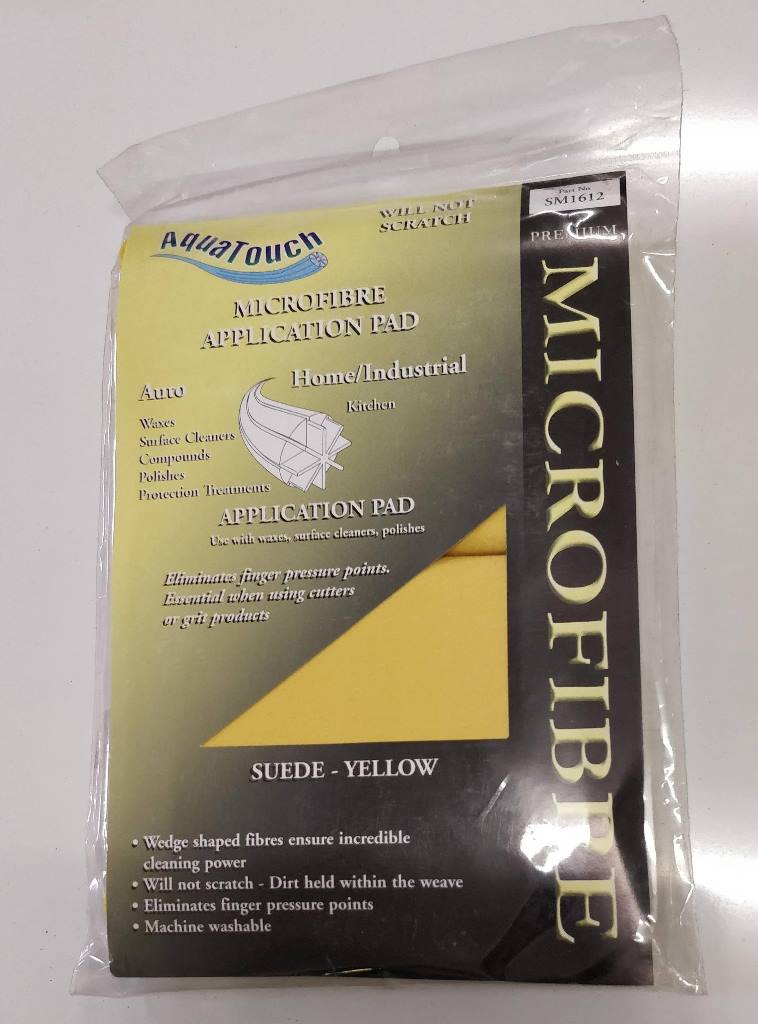 Part No
SM1612
PREMIUM
MICROFIBRE
AquaTouch
WILL NOT
SCRATCH
MICROFIBRE
APPLICATION PAD
Auto
Waxes
Surface Cleaners
Compounds
Polishes
Protection Treatments
Home/Industrial
Kitchen
APPLICATION PAD
Use with waxes, surface cleaners, polishes
Eliminates finger pressure points.
Essential when using cutters
or grit products
SUEDE - YELLOW
• Wedge shaped fibres ensure incredible
cleaning power
• Will not scratch - Dirt held within the weave
• Eliminates finger pressure points
• Machine washable